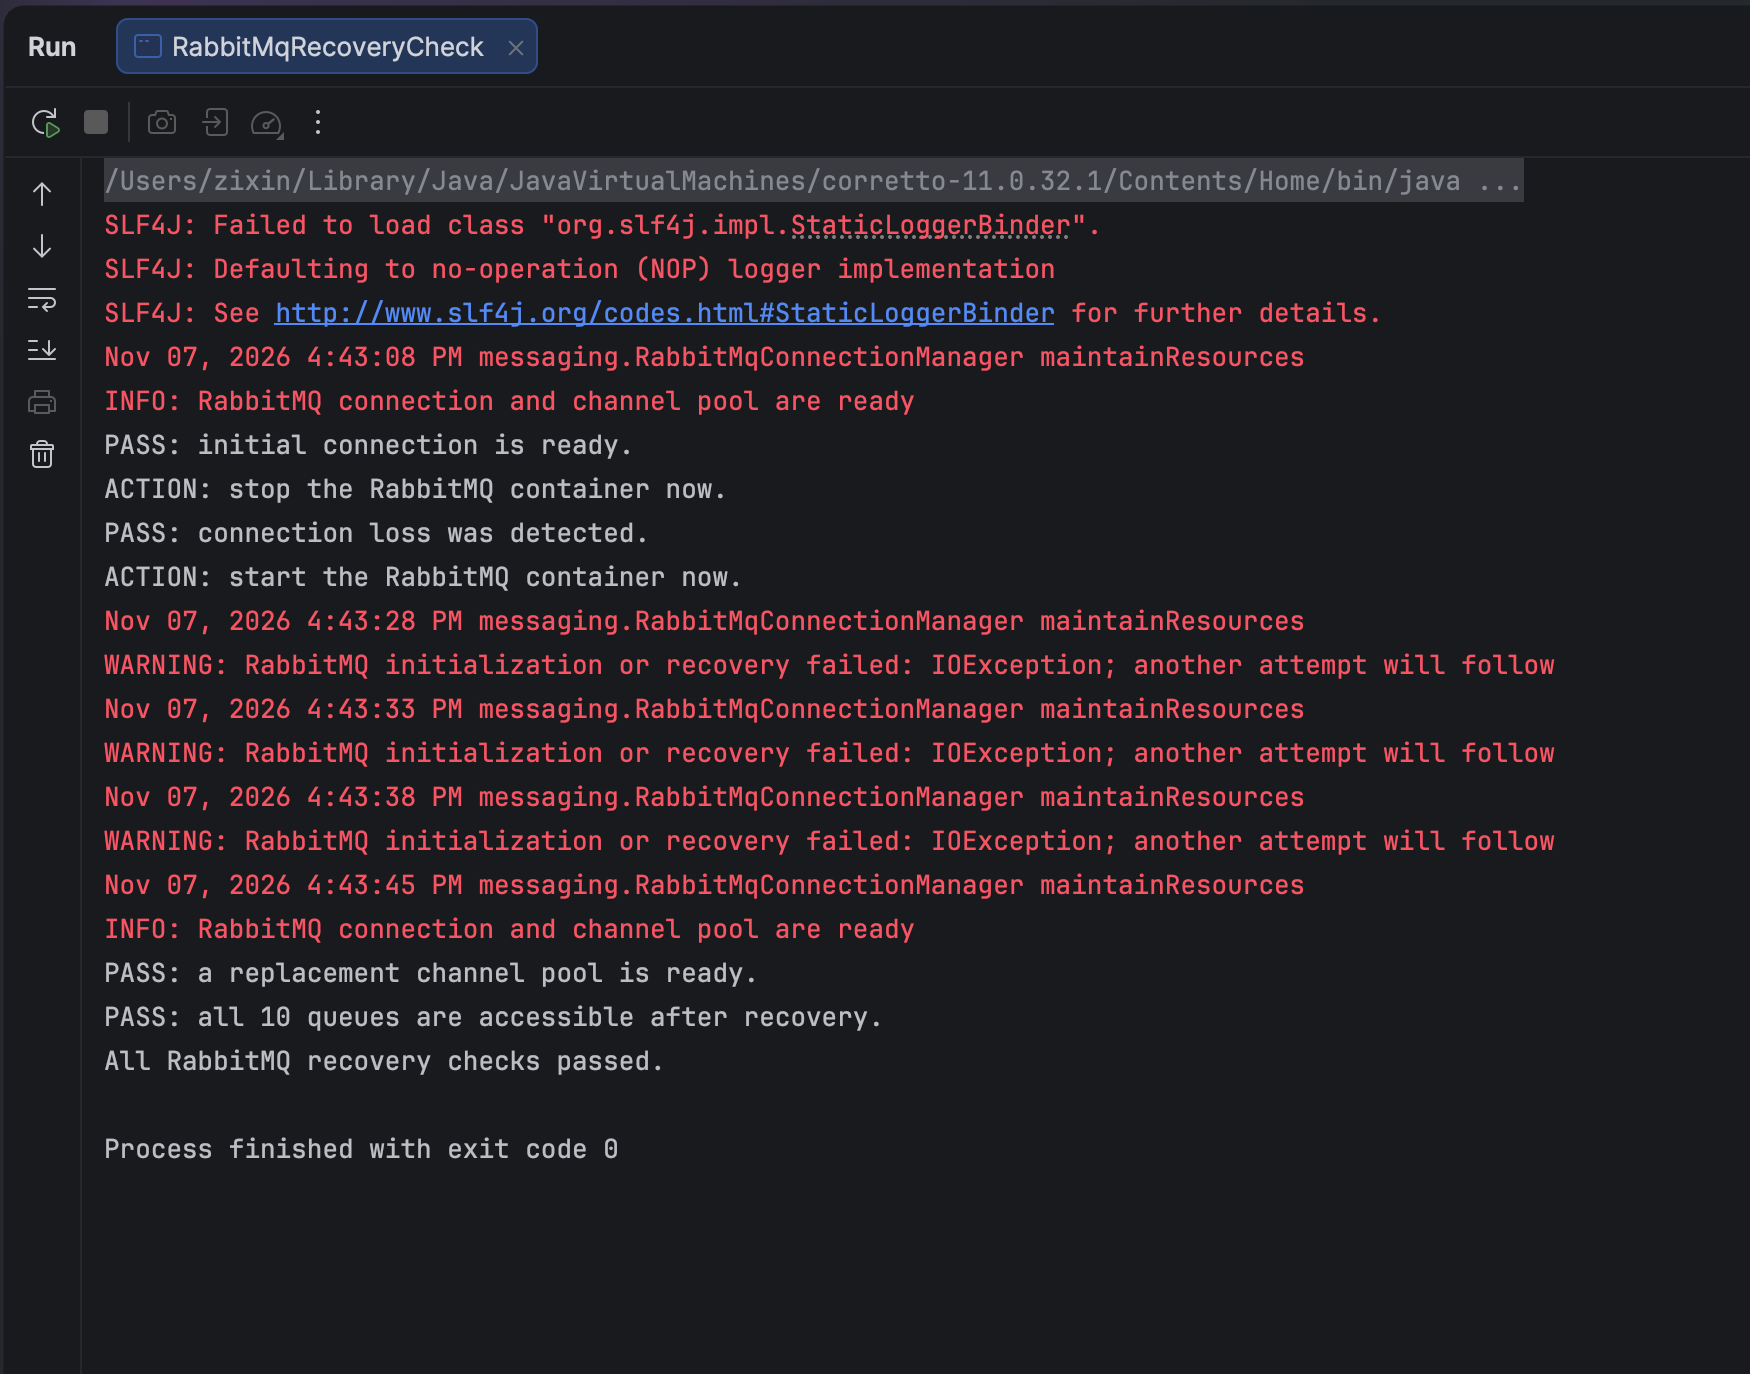 Run
RabbitMqRecoveryCheck
/Users/zixin/Library/Java/JavaVirtualMachines/corretto-11.0.32.1/Contents/Home/bin/java ...
SLF4J: Failed to load class "org.slf4j.impl.StaticLoggerBinder".
SLF4J: Defaulting to no-operation (NOP) logger implementation
SLF4J: See http://www.slf4j.org/codes.html#StaticLoggerBinder for further details.
Nov 07, 2026 4:43:08 PM messaging.RabbitMqConnectionManager maintainResources
INFO: RabbitMQ connection and channel pool are ready
PASS: initial connection is ready.
ACTION: stop the RabbitMQ container now.
PASS: connection loss was detected.
ACTION: start the RabbitMQ container now.
Nov 07, 2026 4:43:28 PM messaging.RabbitMqConnectionManager maintainResources
WARNING: RabbitMQ initialization or recovery failed: IOException; another attempt will follow
Nov 07, 2026 4:43:33 PM messaging.RabbitMqConnectionManager maintainResources
WARNING: RabbitMQ initialization or recovery failed: IOException; another attempt will follow
Nov 07, 2026 4:43:38 PM messaging.RabbitMqConnectionManager maintainResources
WARNING: RabbitMQ initialization or recovery failed: IOException; another attempt will follow
Nov 07, 2026 4:43:45 PM messaging.RabbitMqConnectionManager maintainResources
INFO: RabbitMQ connection and channel pool are ready
PASS: a replacement channel pool is ready.
PASS: all 10 queues are accessible after recovery.
All RabbitMQ recovery checks passed.
Process finished with exit code 0